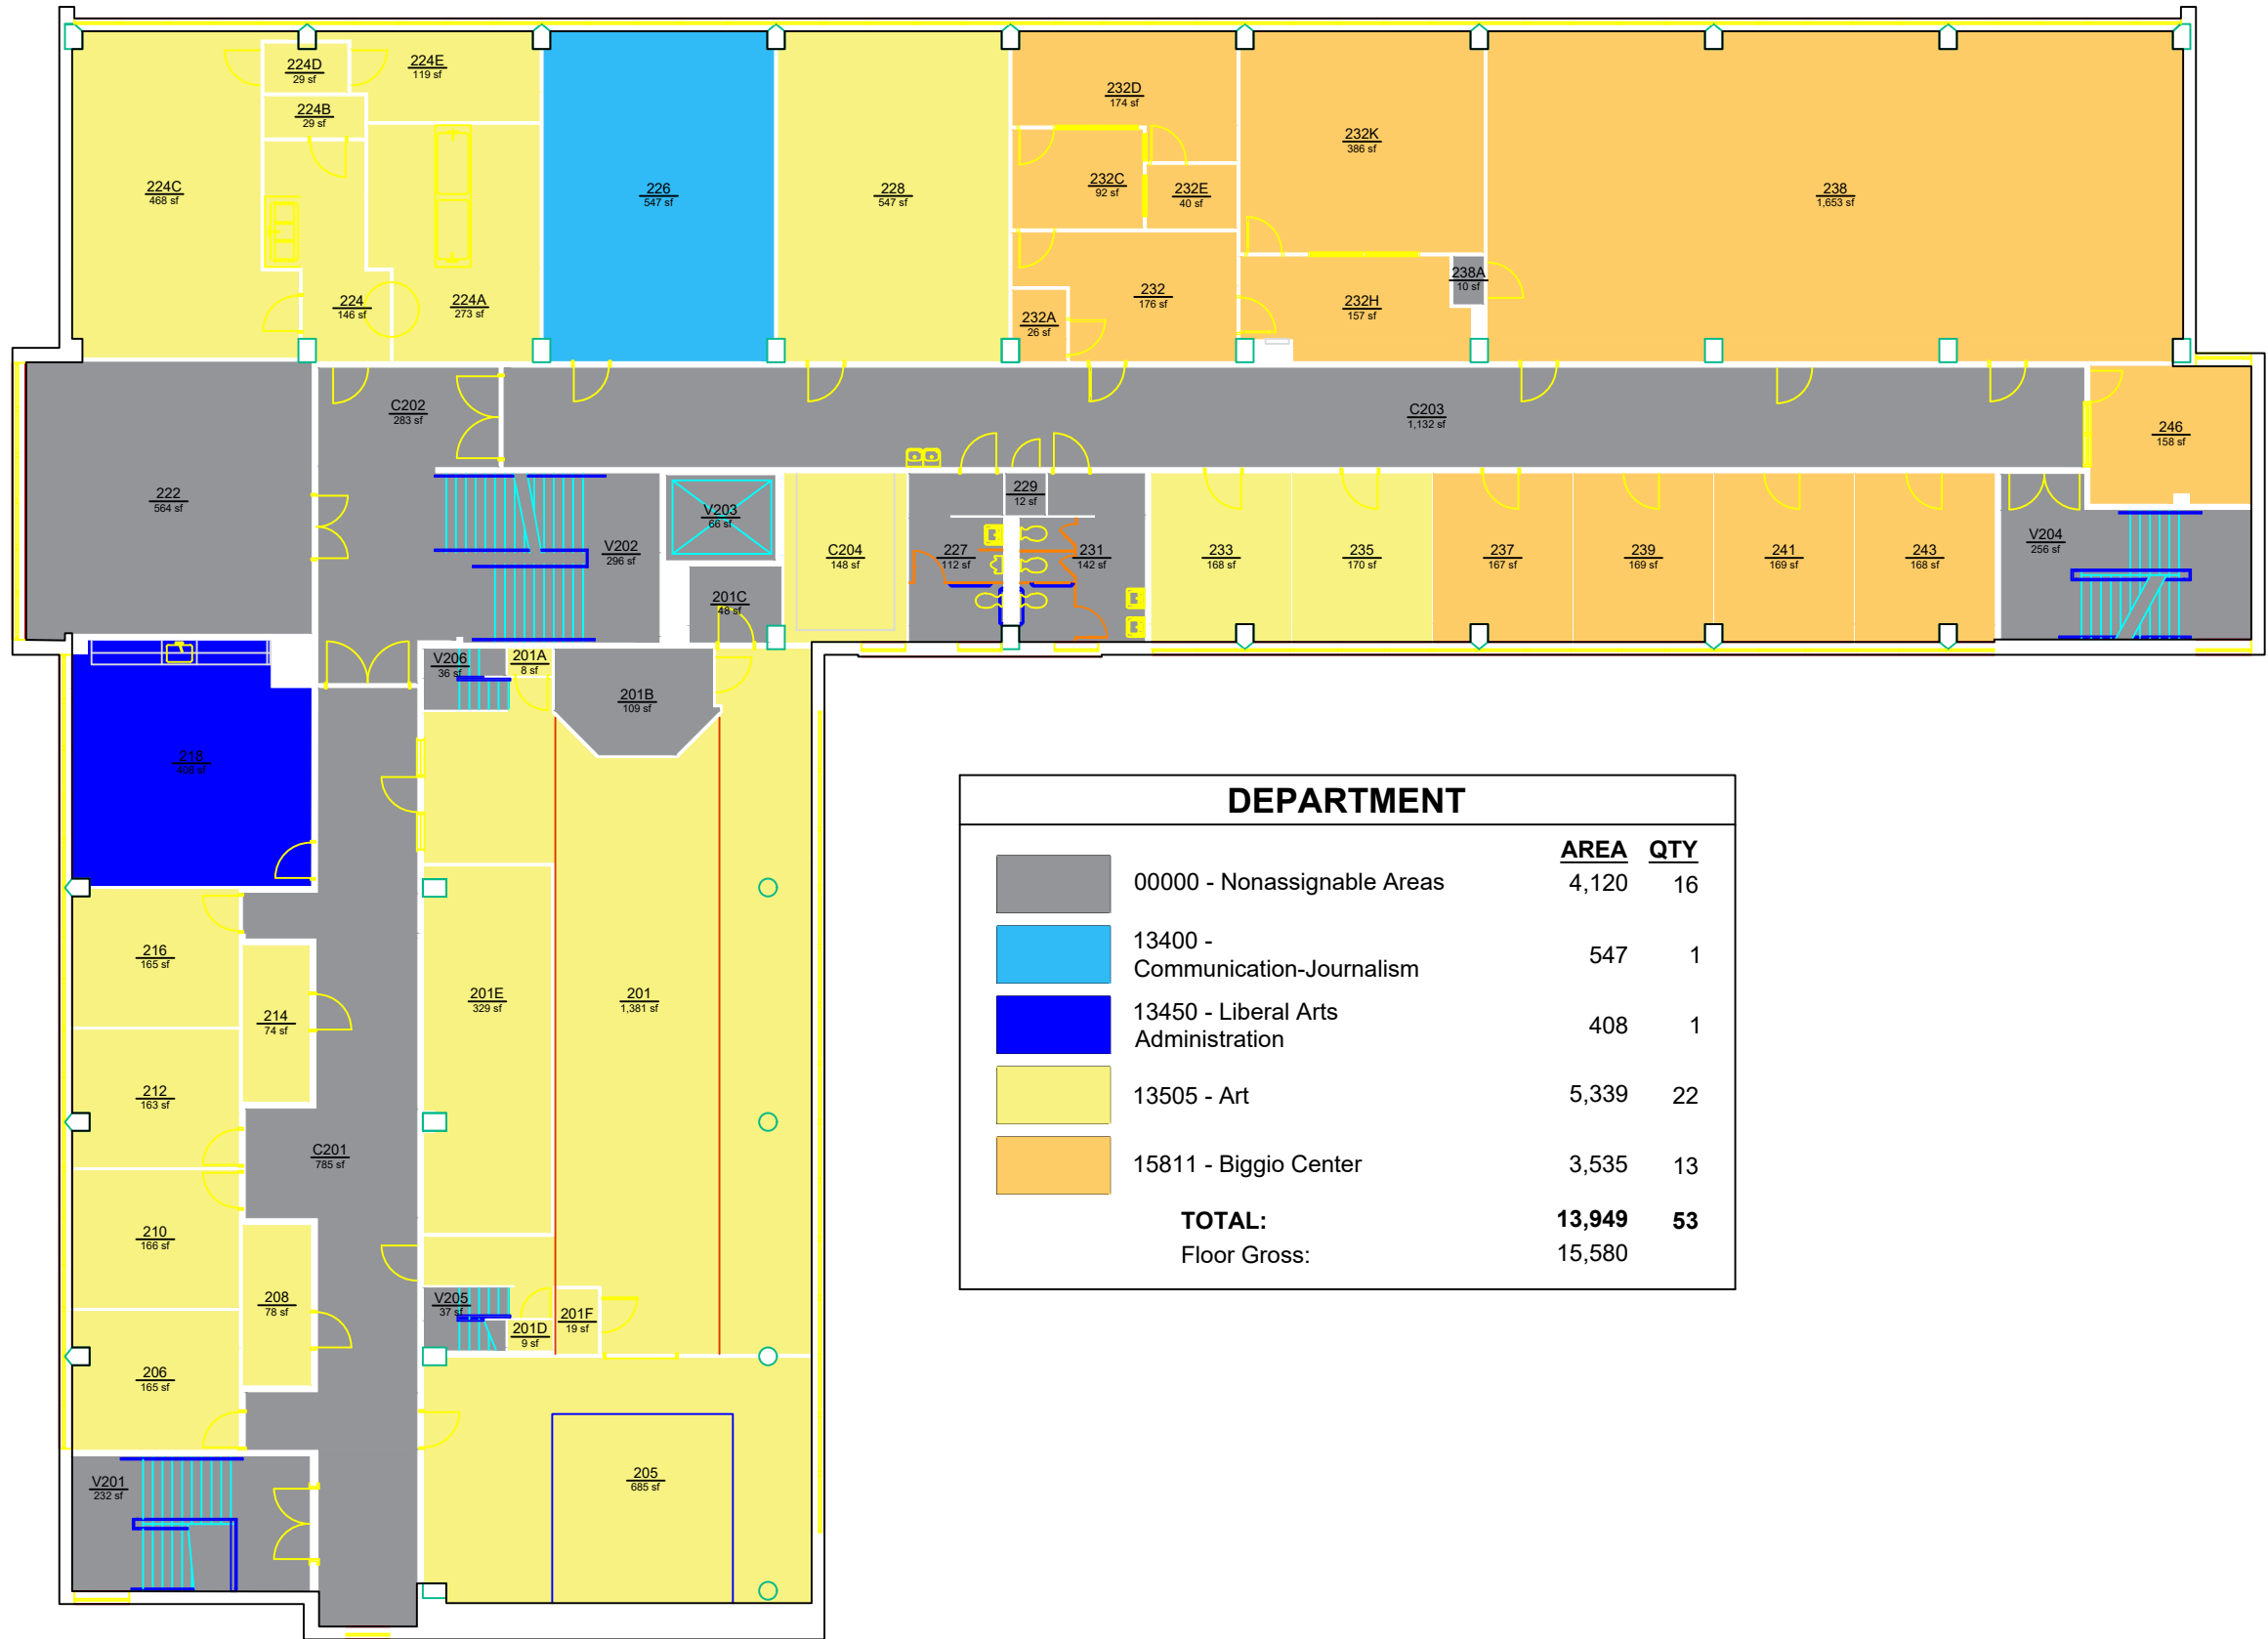 224D
29 sf
224E
119 sf
224B
29 sf
224C
468 sf
224
146 sf
224A
273 sf
226
547 sf
228
547 sf
232D
174 sf
232C
92 sf
232E
40 sf
232K
386 sf
238
1,653 sf
232A
26 sf
232
176 sf
232H
157 sf
238A
10 sf
C202
283 sf
C203
1,132 sf
246
158 sf
222
564 sf
V202
296 sf
V203
66 sf
C204
148 sf
229
12 sf
227
112 sf
231
142 sf
233
168 sf
235
170 sf
237
167 sf
239
169 sf
241
169 sf
243
168 sf
V204
256 sf
201C
48 sf
V206
36 sf
201A
8 sf
201B
109 sf
218
408 sf
216
165 sf
214
74 sf
201E
329 sf
201
1,381 sf
212
163 sf
C201
785 sf
210
166 sf
208
78 sf
V205
37 sf
201D
9 sf
201F
19 sf
206
165 sf
205
685 sf
V201
232 sf
DEPARTMENT
AREA QTY
00000 - Nonassignable Areas 4,120 16
13400 -
Communication-Journalism 547 1
13450 - Liberal Arts
Administration 408 1
13505 - Art 5,339 22
15811 - Biggio Center 3,535 13
TOTAL: 13,949 53
Floor Gross: 15,580